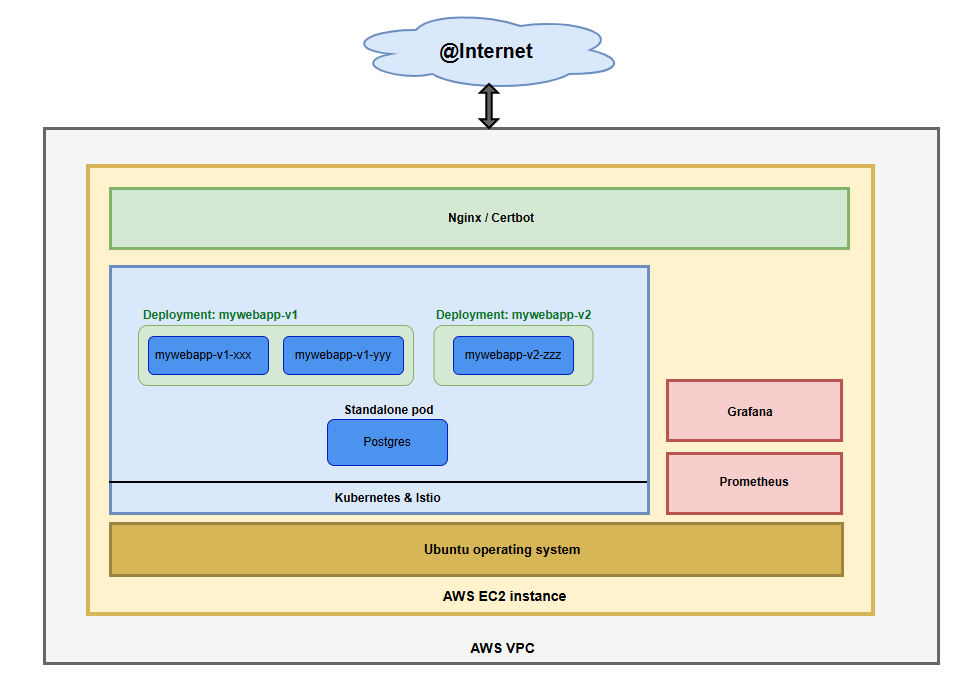 @Internet
Nginx / Certbot
Deployment: mywebapp-v1
Deployment: mywebapp-v2
mywebapp-v1-xxx
mywebapp-v1-yyy
mywebapp-v2-zzz
Standalone pod
Postgres
Grafana
Prometheus
Kubernetes & Istio
Ubuntu operating system
AWS EC2 instance
AWS VPC